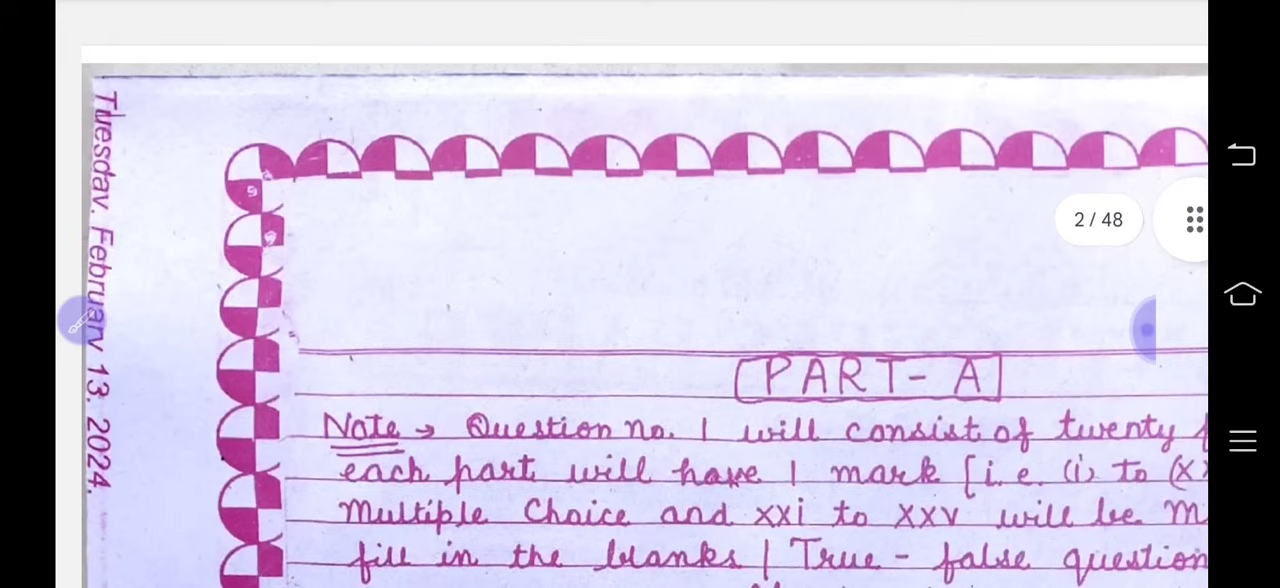 Tuesday. February 13. 2024.
2 / 48
PART- A
Note → Question no. 1 will consist of twenty
each part will have 1 mark [i.e. (i) to (x
Multiple Choice and xxi to xxv will be M
fill in the blanks | True - false question